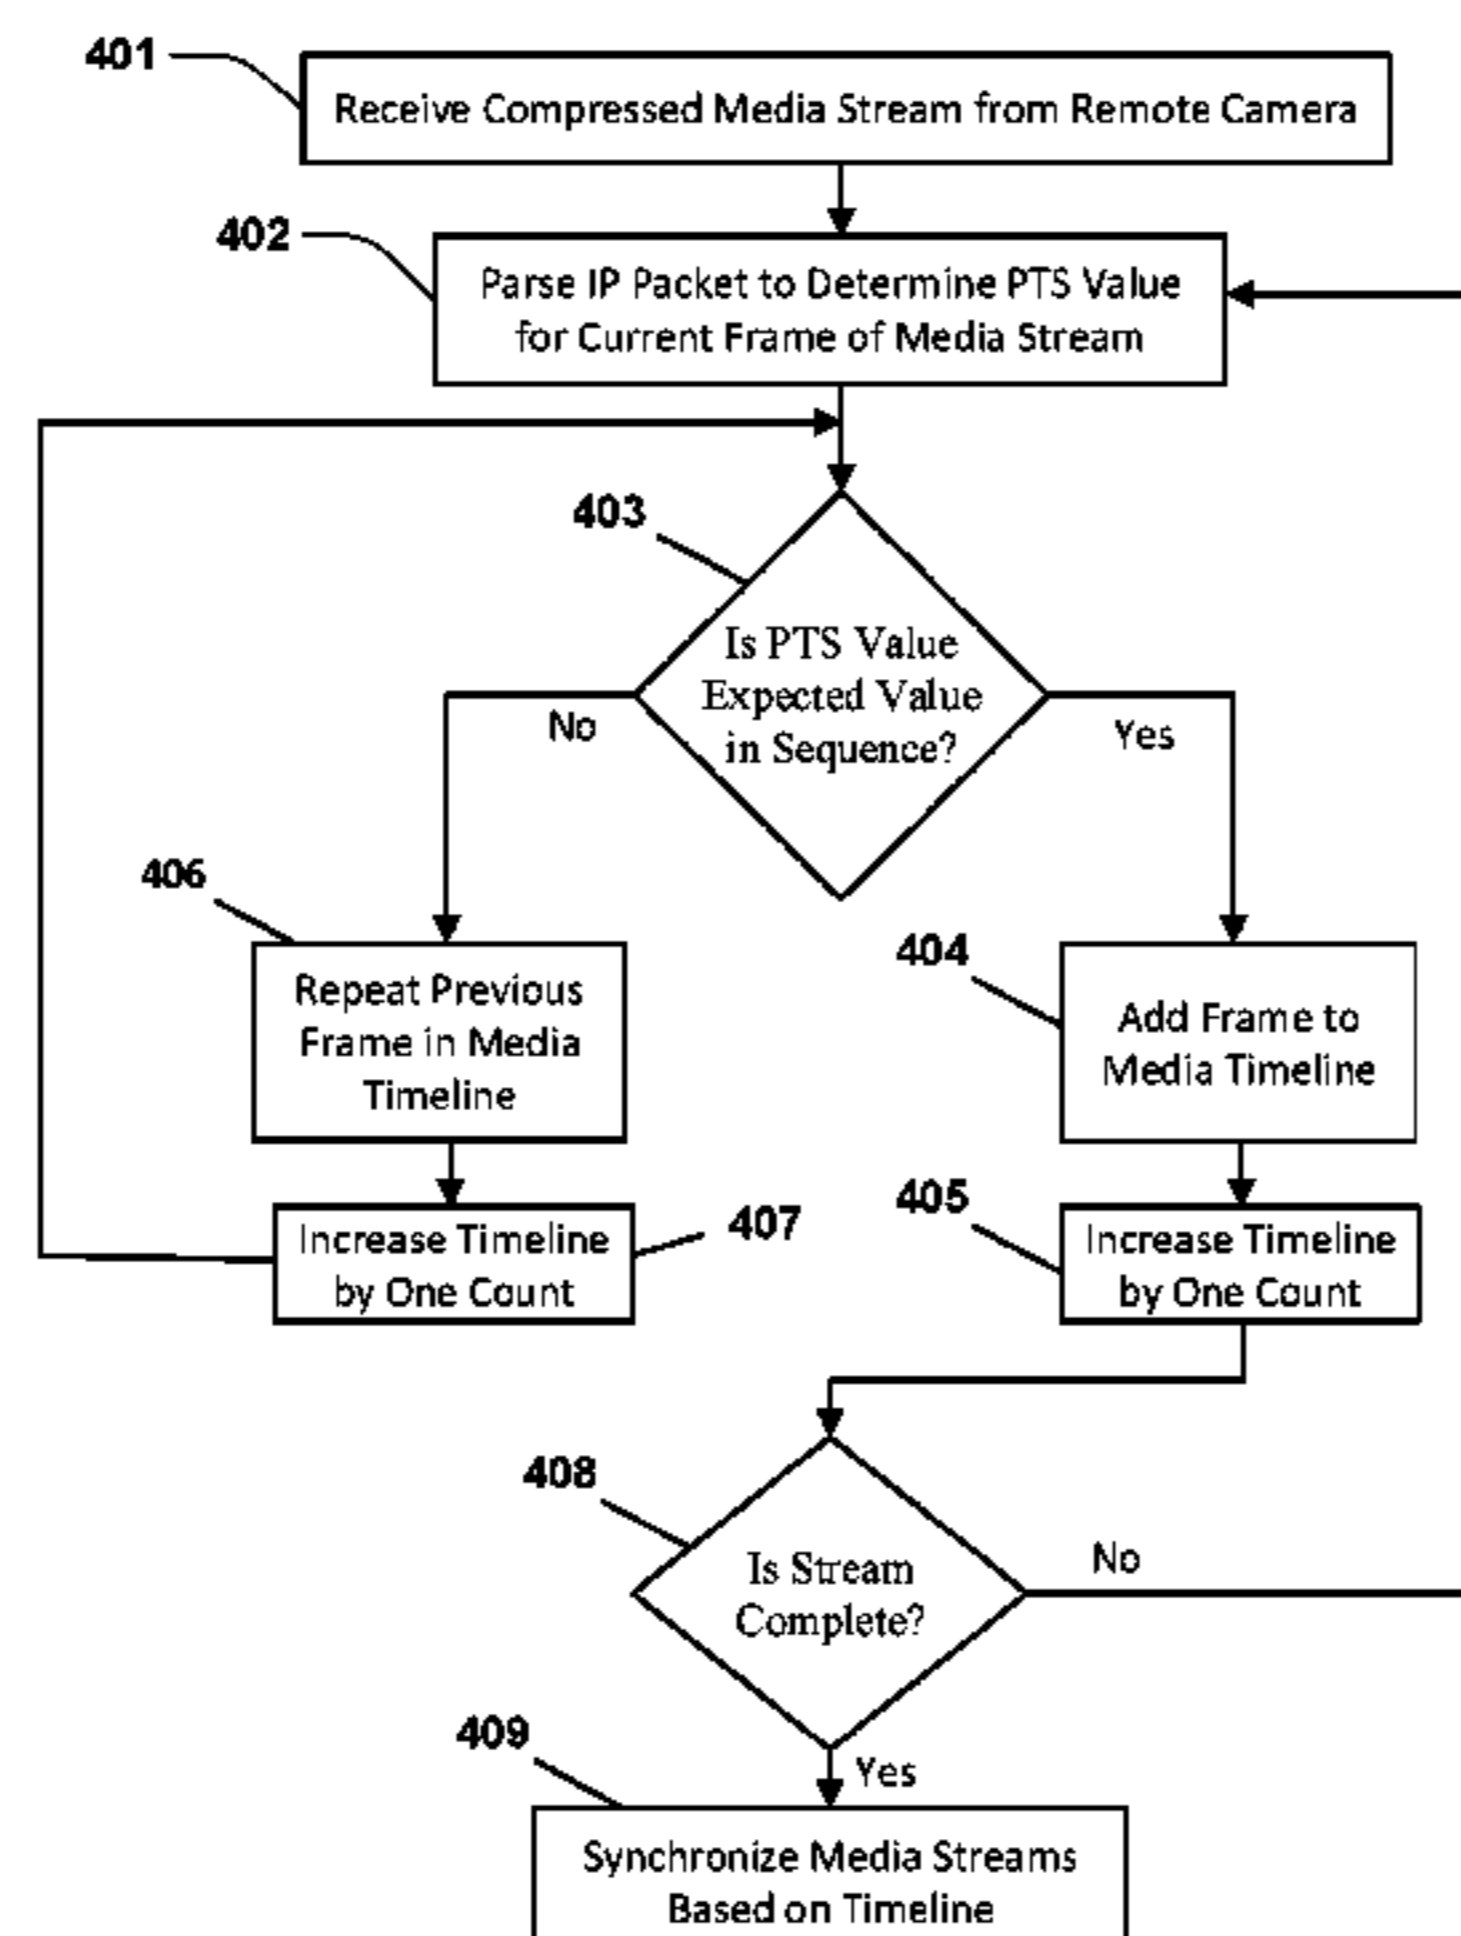 401
Receive Compressed Media Stream from Remote Camera
402
Parse IP Packet to Determine PTS Value
for Current Frame of Media Stream
403
Is PTS Value
Expected Value
in Sequence?
No
Yes
406
Repeat Previous
Frame in Media
Timeline
404
Add Frame to
Media Timeline
407
Increase Timeline
by One Count
405
Increase Timeline
by One Count
408
Is Stream
Complete?
No
Yes
409
Synchronize Media Streams
Based on Timeline